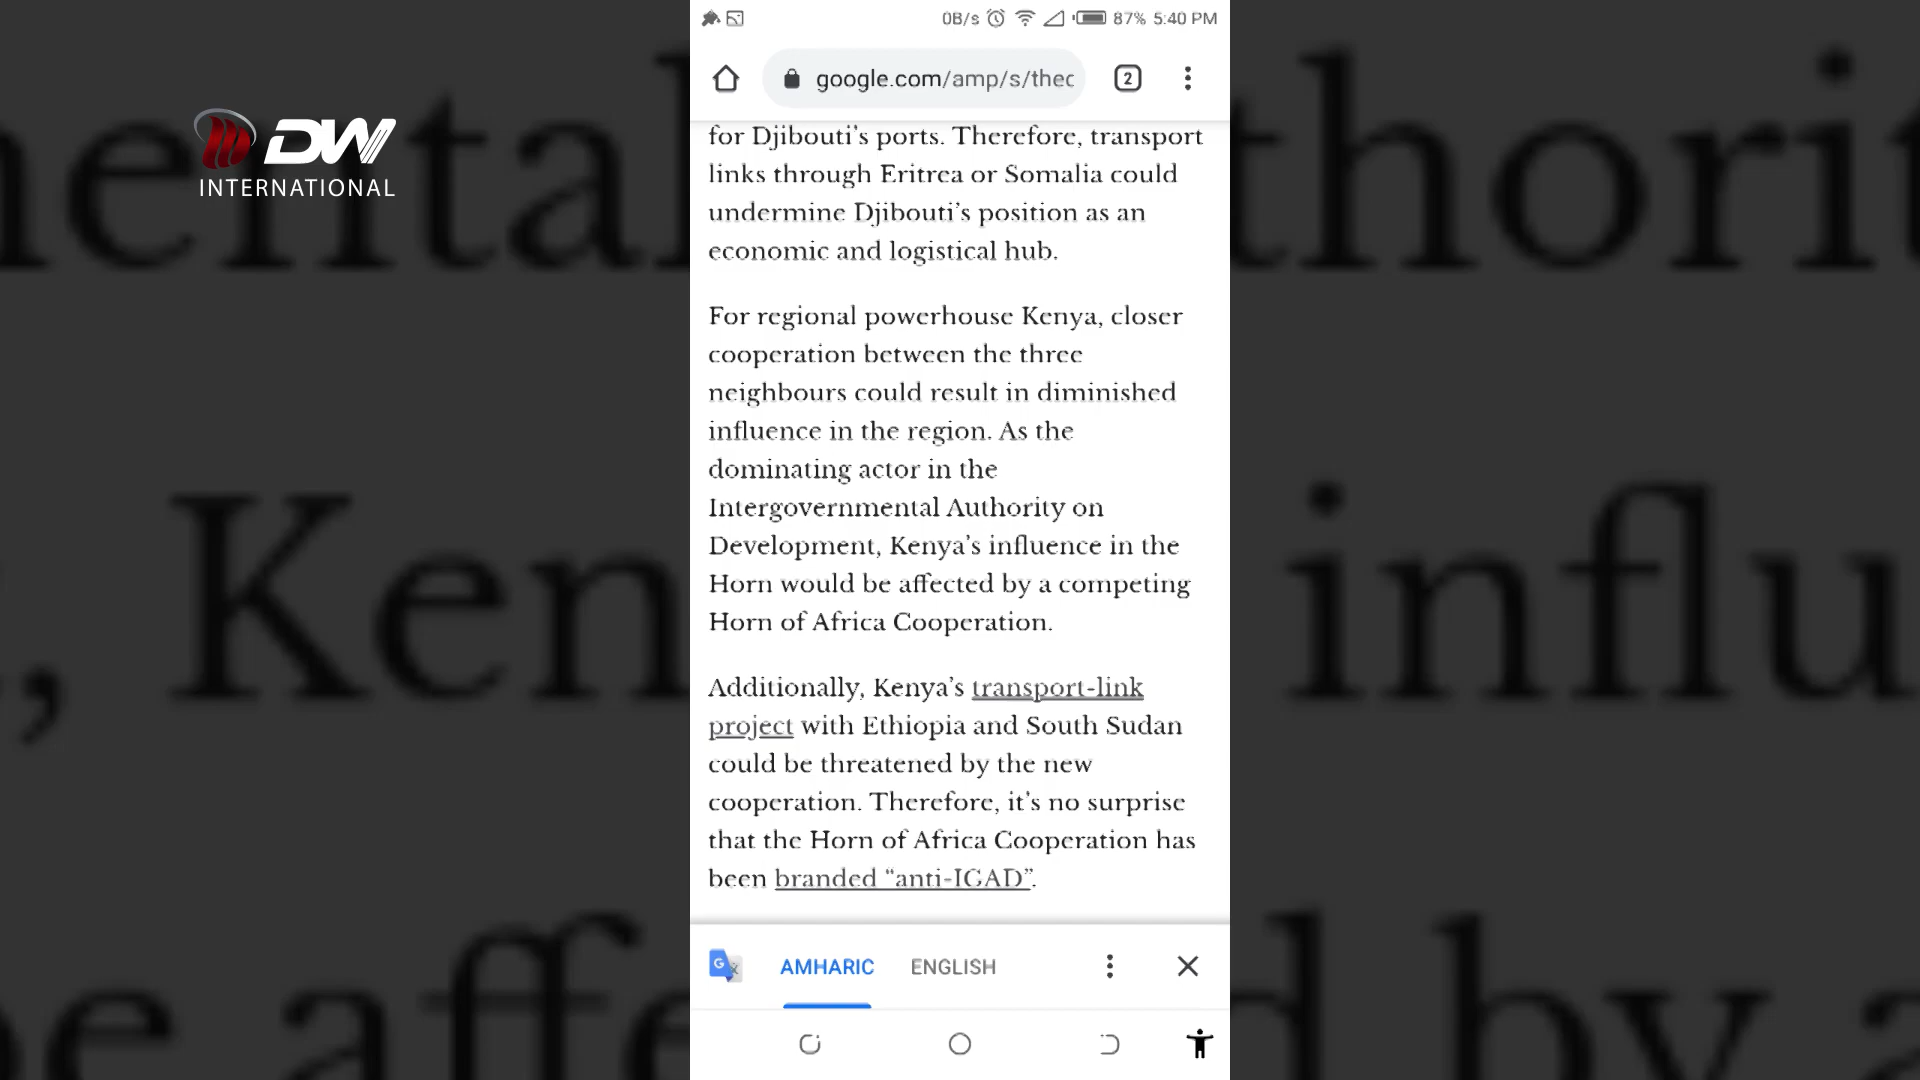 0B/s 87% 5:40 PM
google.com/amp/s/thec
2
DW
INTERNATIONAL
for Djibouti’s ports. Therefore, transport
links through Eritrea or Somalia could
undermine Djibouti’s position as an
economic and logistical hub.
For regional powerhouse Kenya, closer
cooperation between the three
neighbours could result in diminished
influence in the region. As the
dominating actor in the
Intergovernmental Authority on
Development, Kenya’s influence in the
Horn would be affected by a competing
Horn of Africa Cooperation.
Additionally, Kenya’s transport-link
project with Ethiopia and South Sudan
could be threatened by the new
cooperation. Therefore, it’s no surprise
that the Horn of Africa Cooperation has
been branded “anti-IGAD”.
AMHARIC ENGLISH